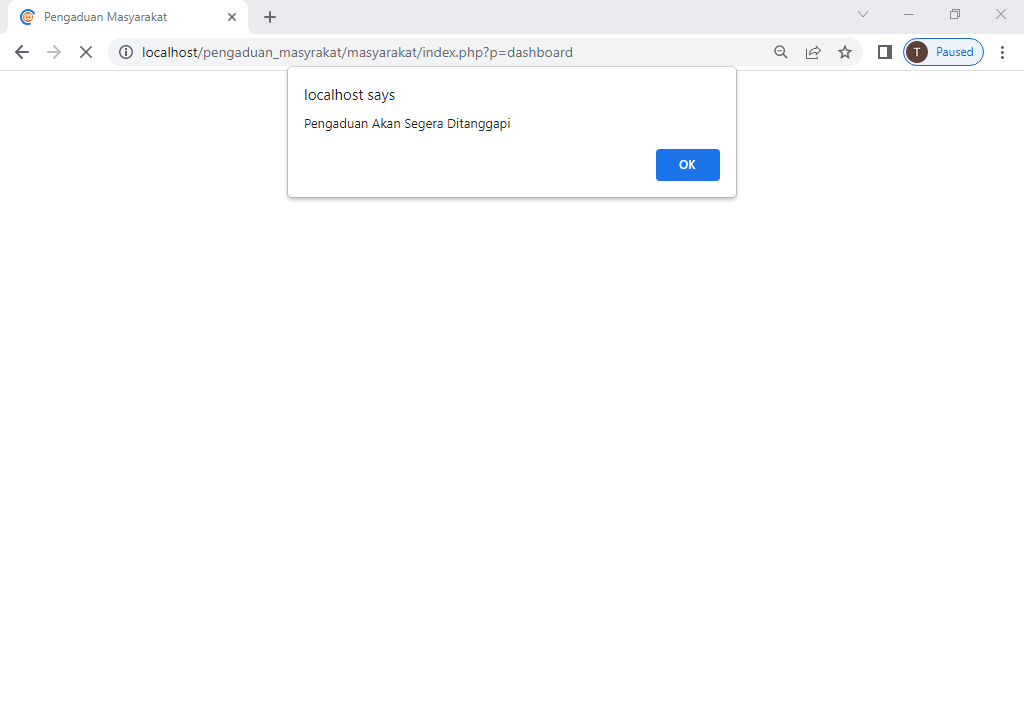 Pengaduan Masyarakat
localhost/pengaduan_masyrakat/masyarakat/index.php?p=dashboard
T Paused
localhost says
Pengaduan Akan Segera Ditanggapi
OK